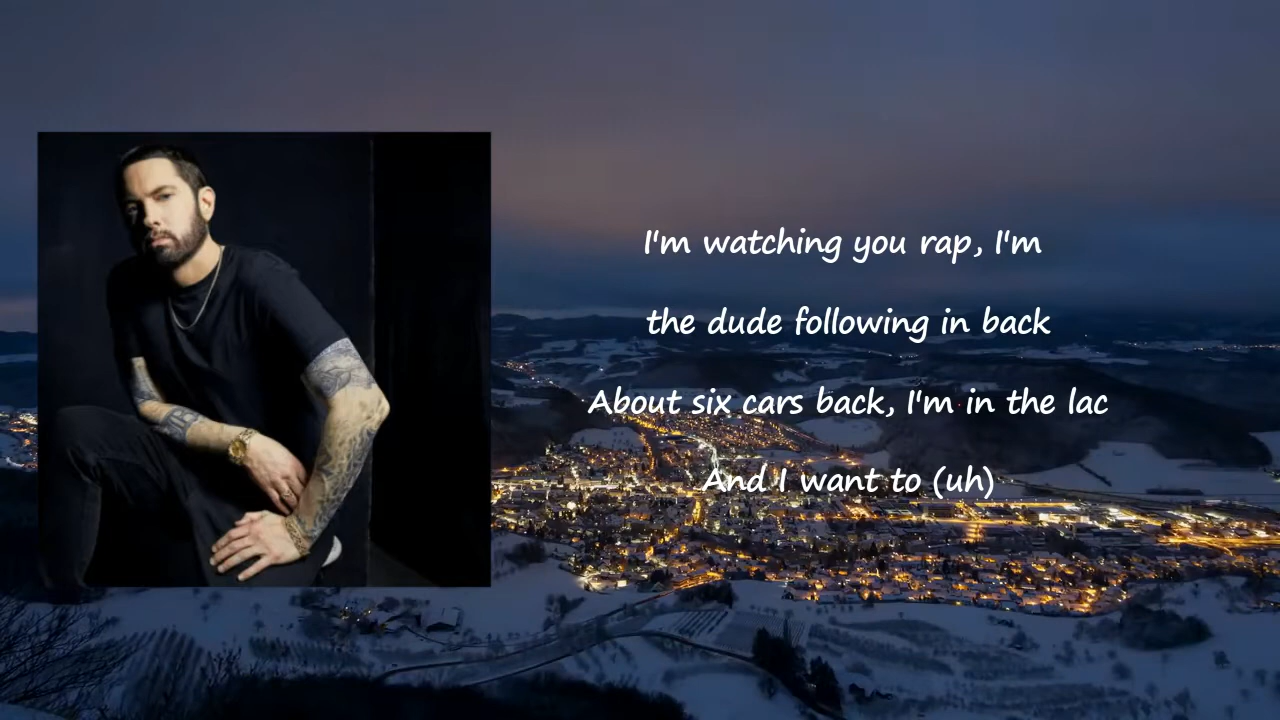 I'm watching you rap, I'm
the dude following in back
About six cars back, I'm in the lac
And I want to (uh)